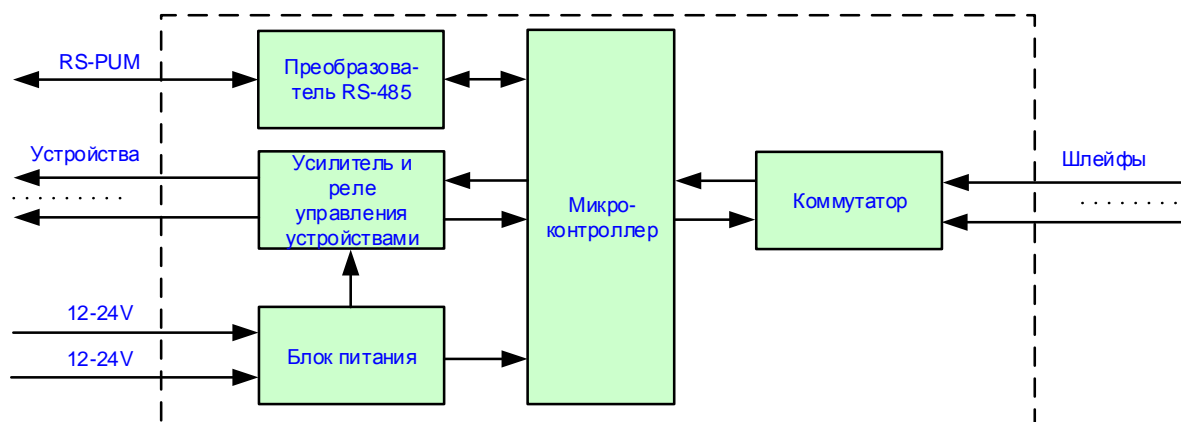 RS-PUM
Преобразова-
тель RS-485
Устройства
Усилитель и
реле
управления
устройствами
Микро-
контроллер
Коммутатор
Шлейфы
12-24V
12-24V
Блок питания